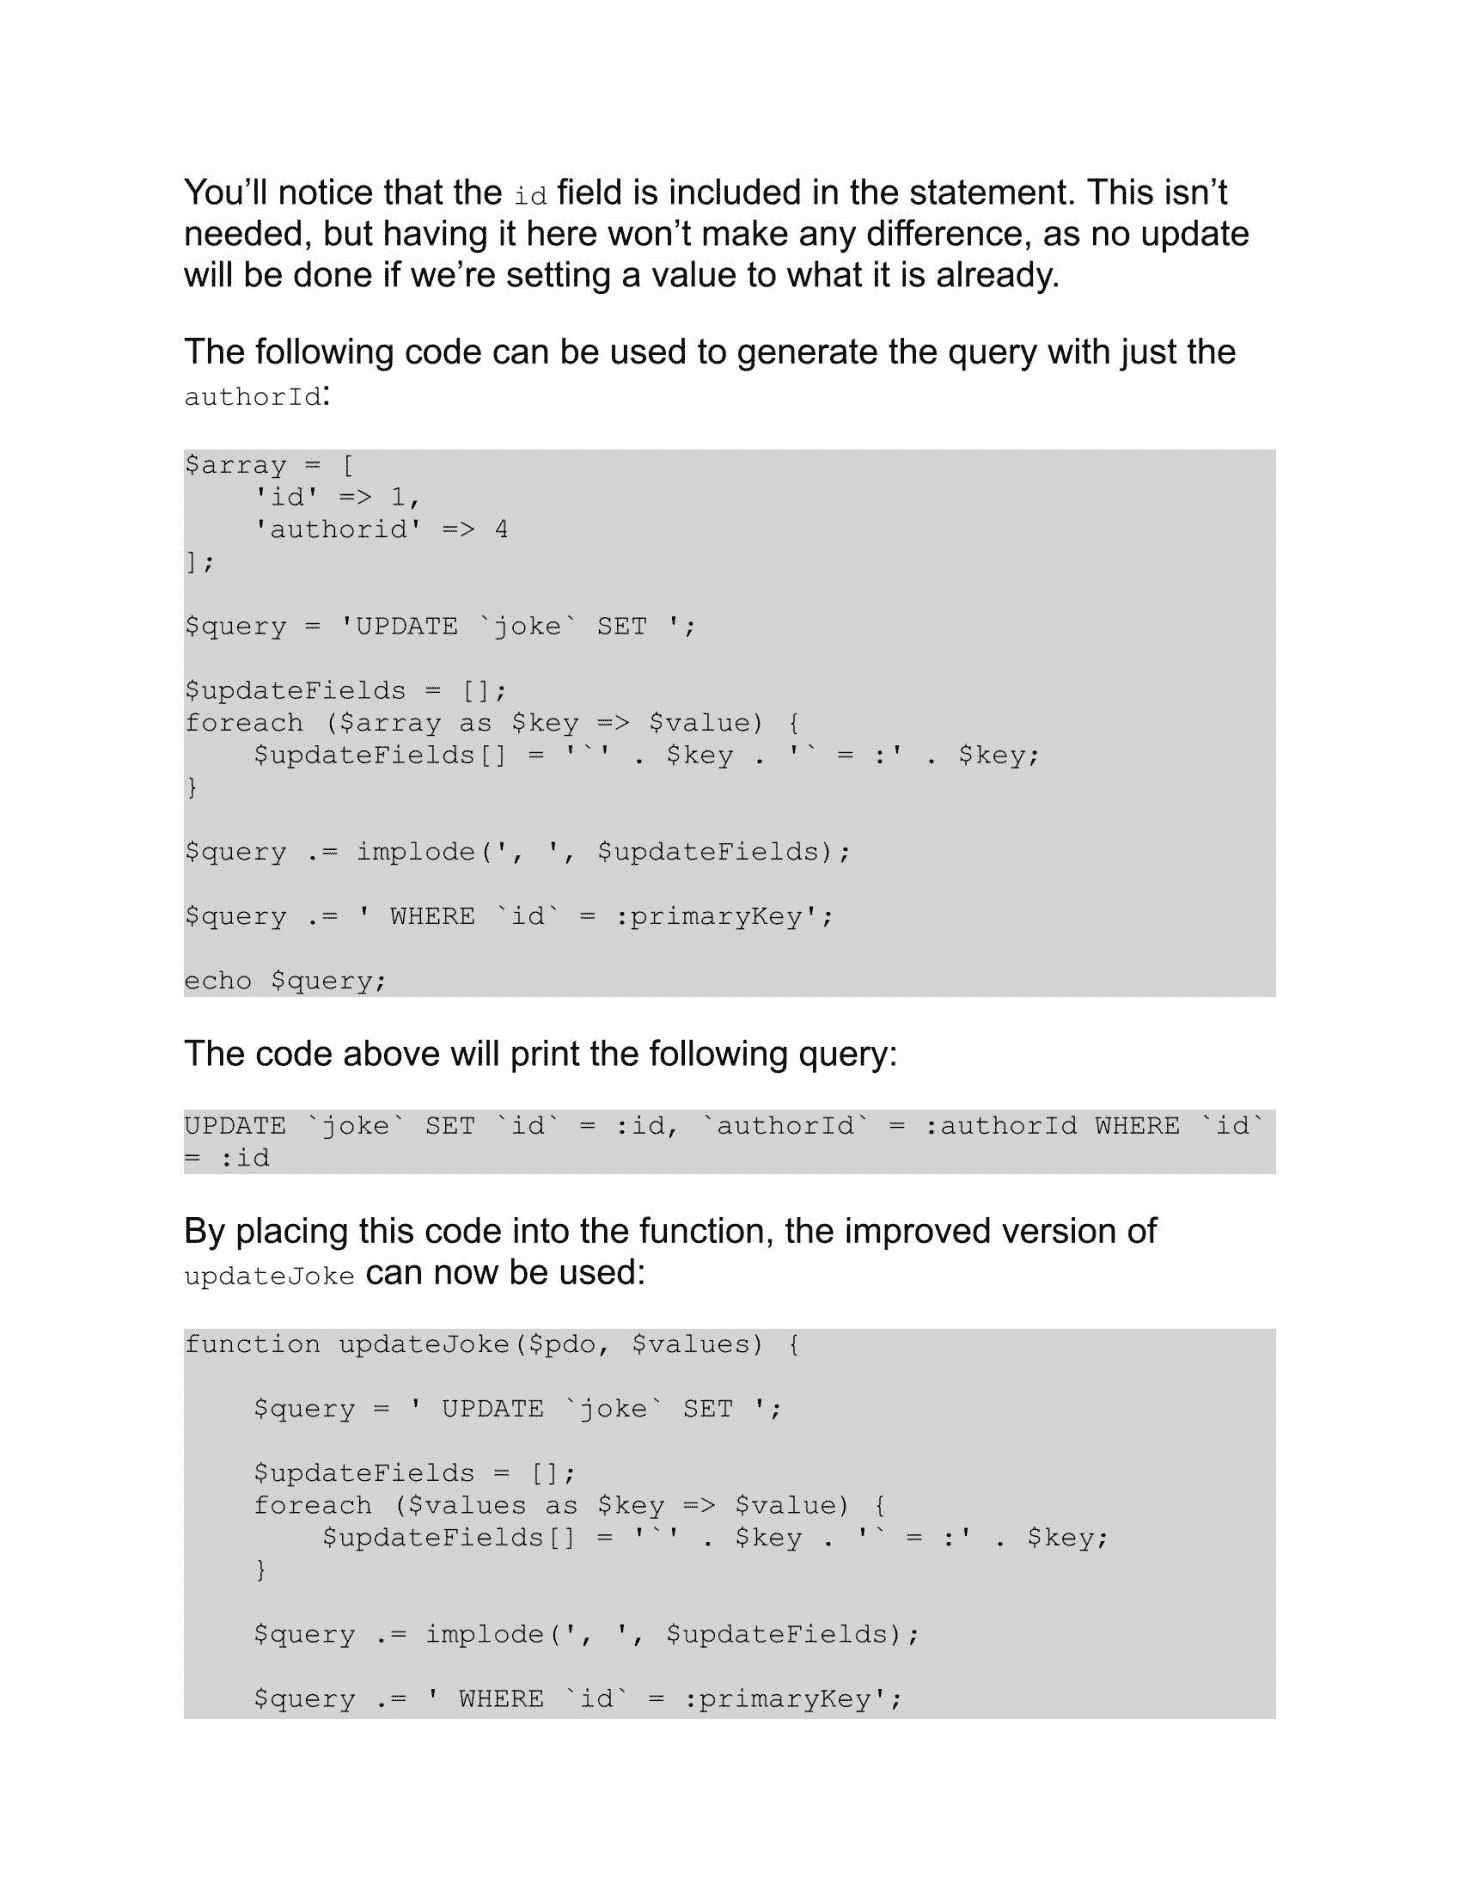 You’ll notice that the id field is included in the statement. This isn’t
needed, but having it here won’t make any difference, as no update
will be done if we’re setting a value to what it is already.
The following code can be used to generate the query with just the
authorId:
$array = [
    'id' => 1,
    'authorid' => 4
];
$query = 'UPDATE `joke` SET ';
$updateFields = [];
foreach ($array as $key => $value) {
    $updateFields[] = '`' . $key . '` = :' . $key;
}
$query .= implode(', ', $updateFields);
$query .= ' WHERE `id` = :primaryKey';
echo $query;
The code above will print the following query:
UPDATE `joke` SET `id` = :id, `authorId` = :authorId WHERE `id`
= :id
By placing this code into the function, the improved version of
updateJoke can now be used:
function updateJoke($pdo, $values) {
    $query = ' UPDATE `joke` SET ';
    $updateFields = [];
    foreach ($values as $key => $value) {
        $updateFields[] = '`' . $key . '` = :' . $key;
    }
    $query .= implode(', ', $updateFields);
    $query .= ' WHERE `id` = :primaryKey';